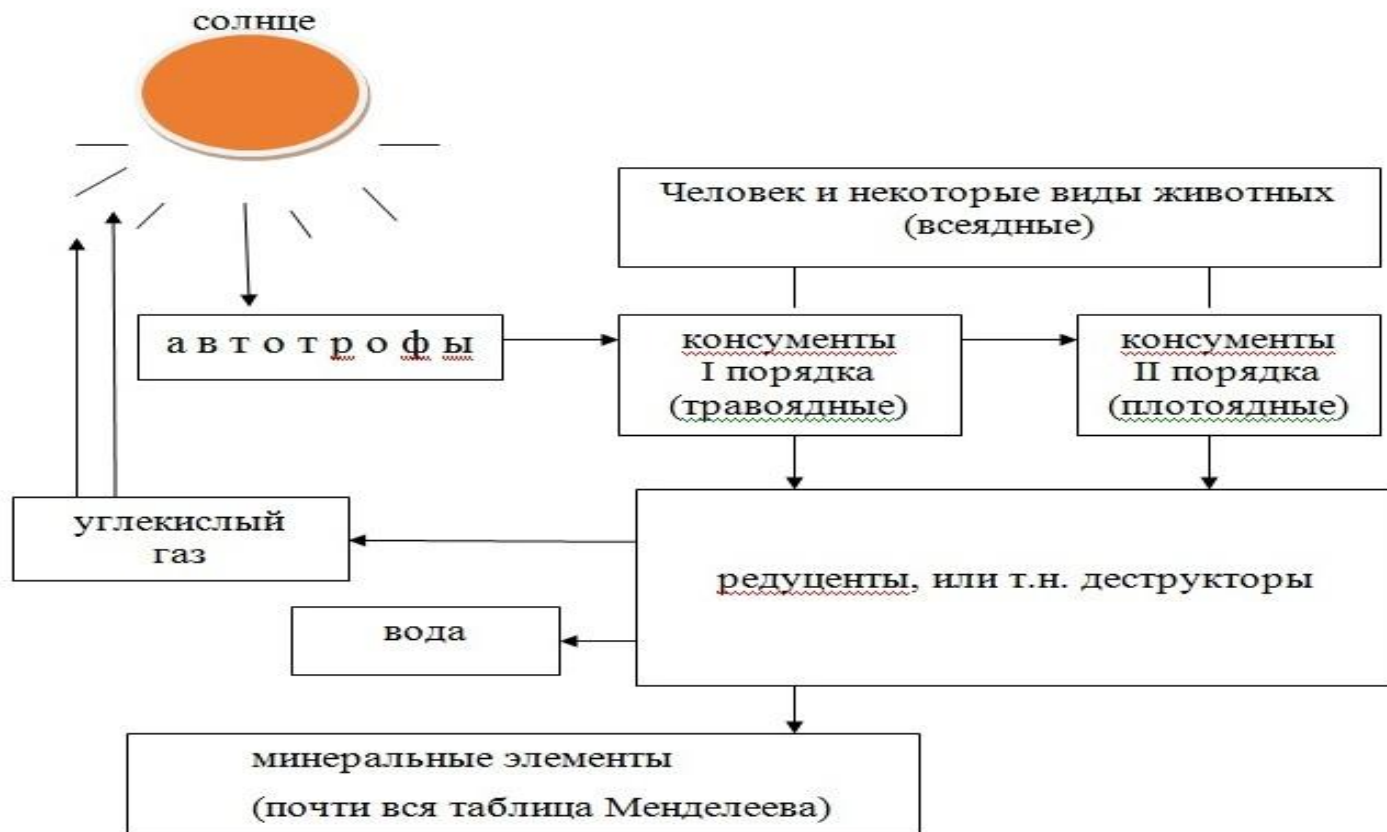 солнце
Человек и некоторые виды животных
(всеядные)
а в т о т р о ф ы
консументы
I порядка
(травоядные)
консументы
II порядка
(плотоядные)
углекислый
газ
редуценты, или т.н. деструкторы
вода
минеральные элементы
(почти вся таблица Менделеева)